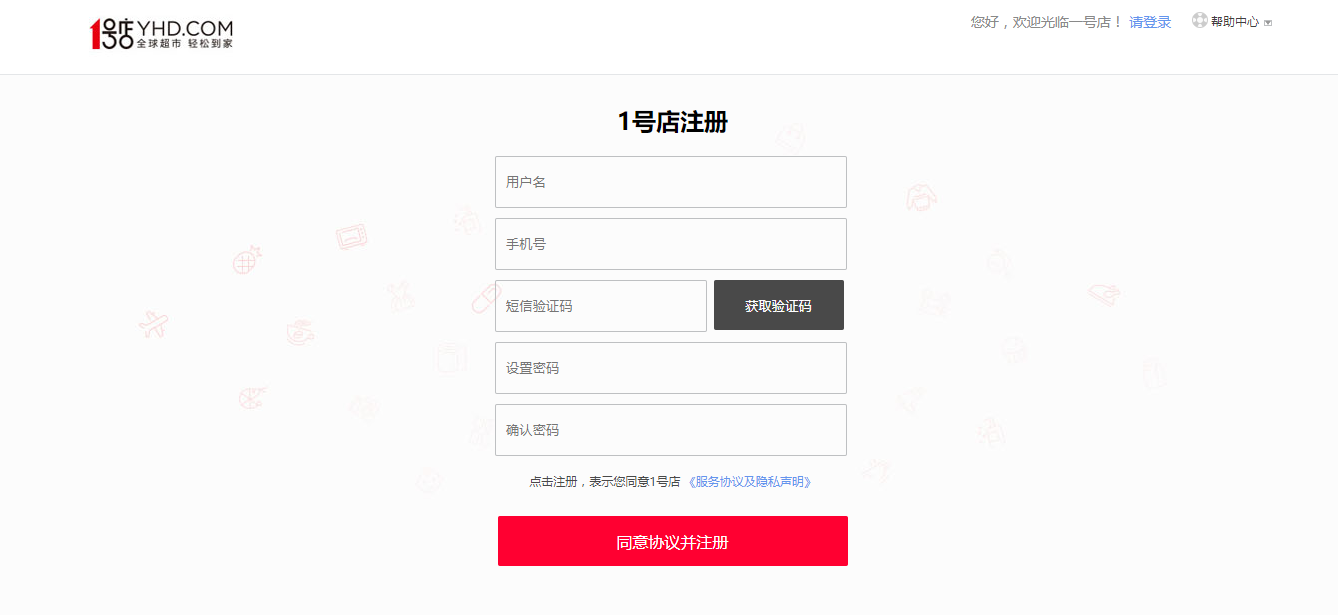 1号店 YHD.COM
全球超市 轻松到家
您好，欢迎光临一号店！ 请登录 帮助中心
1号店注册
用户名
手机号
短信验证码 获取验证码
设置密码
确认密码
点击注册，表示您同意1号店 《服务协议及隐私声明》
同意协议并注册